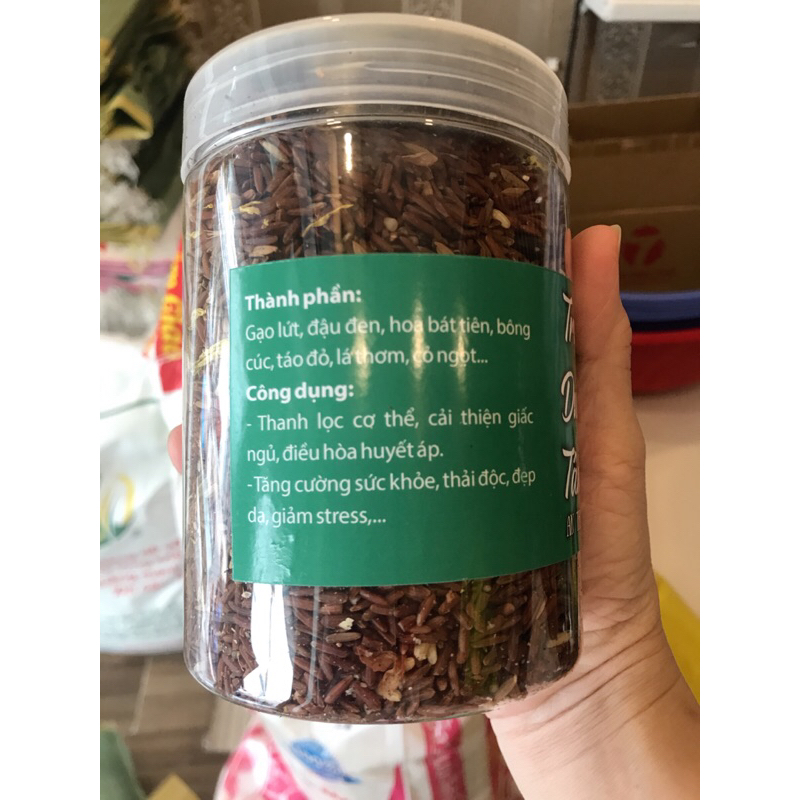 Thành phần:
Gạo lứt, đậu đen, hoa bát tiên, bông
cúc, táo đỏ, lá thơm, cỏ ngọt...
Công dụng:
- Thanh lọc cơ thể, cải thiện giấc
ngủ, điều hòa huyết áp.
-Tăng cường sức khỏe, thải độc, đẹp
da, giảm stress,...